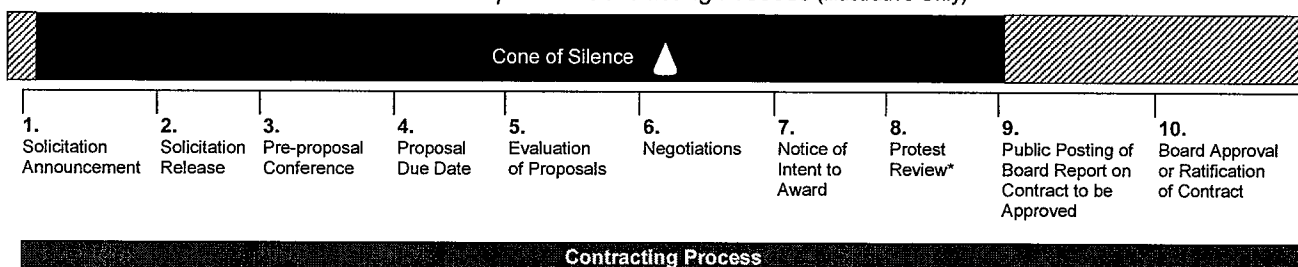 Only)
Cone of Silence
1.
Solicitation
Announcement
2.
Solicitation
Release
3.
Pre-proposal
Conference
4.
Proposal
Due Date
5.
Evaluation
of Proposals
6.
Negotiations
7.
Notice of
Intent to
Award
8.
Protest
Review*
9.
Public Posting of
Board Report on
Contract to be
Approved
10.
Board Approval
or Ratification
of Contract
Contracting Process